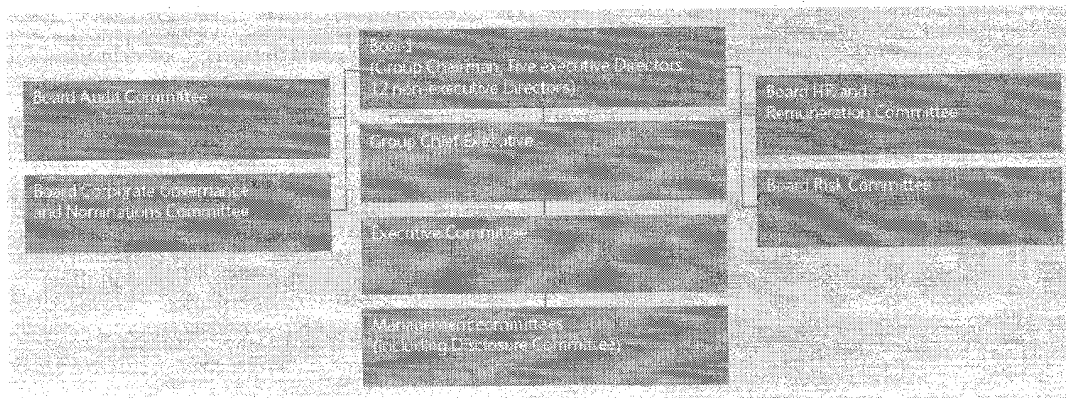 Board
(Group Chairman, Five executive Directors,
12 non-executive Directors)
Board Audit Committee
Board Corporate Governance
and Nominations Committee
Group Chief Executive
Executive Committee
Management committees
(including Disclosure Committee)
Board HR and
Remuneration Committee
Board Risk Committee